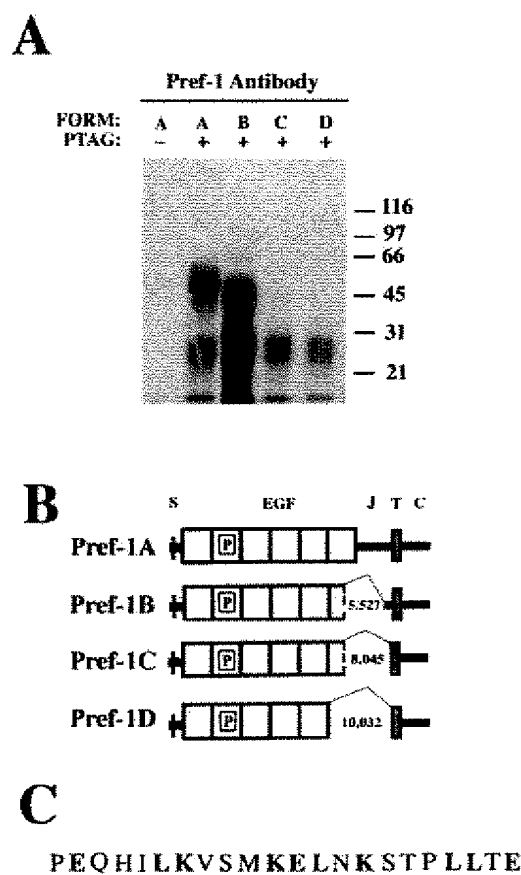 A
Pref-1 Antibody
FORM: A A B C D
PTAG: – + + + +
116
97
66
45
31
21
B
S EGF J T C
Pref-1A P
Pref-1B P 5.527
Pref-1C P 8.045
Pref-1D P 10,032
C
PEQHILKVSMKELNKSTPLLTE